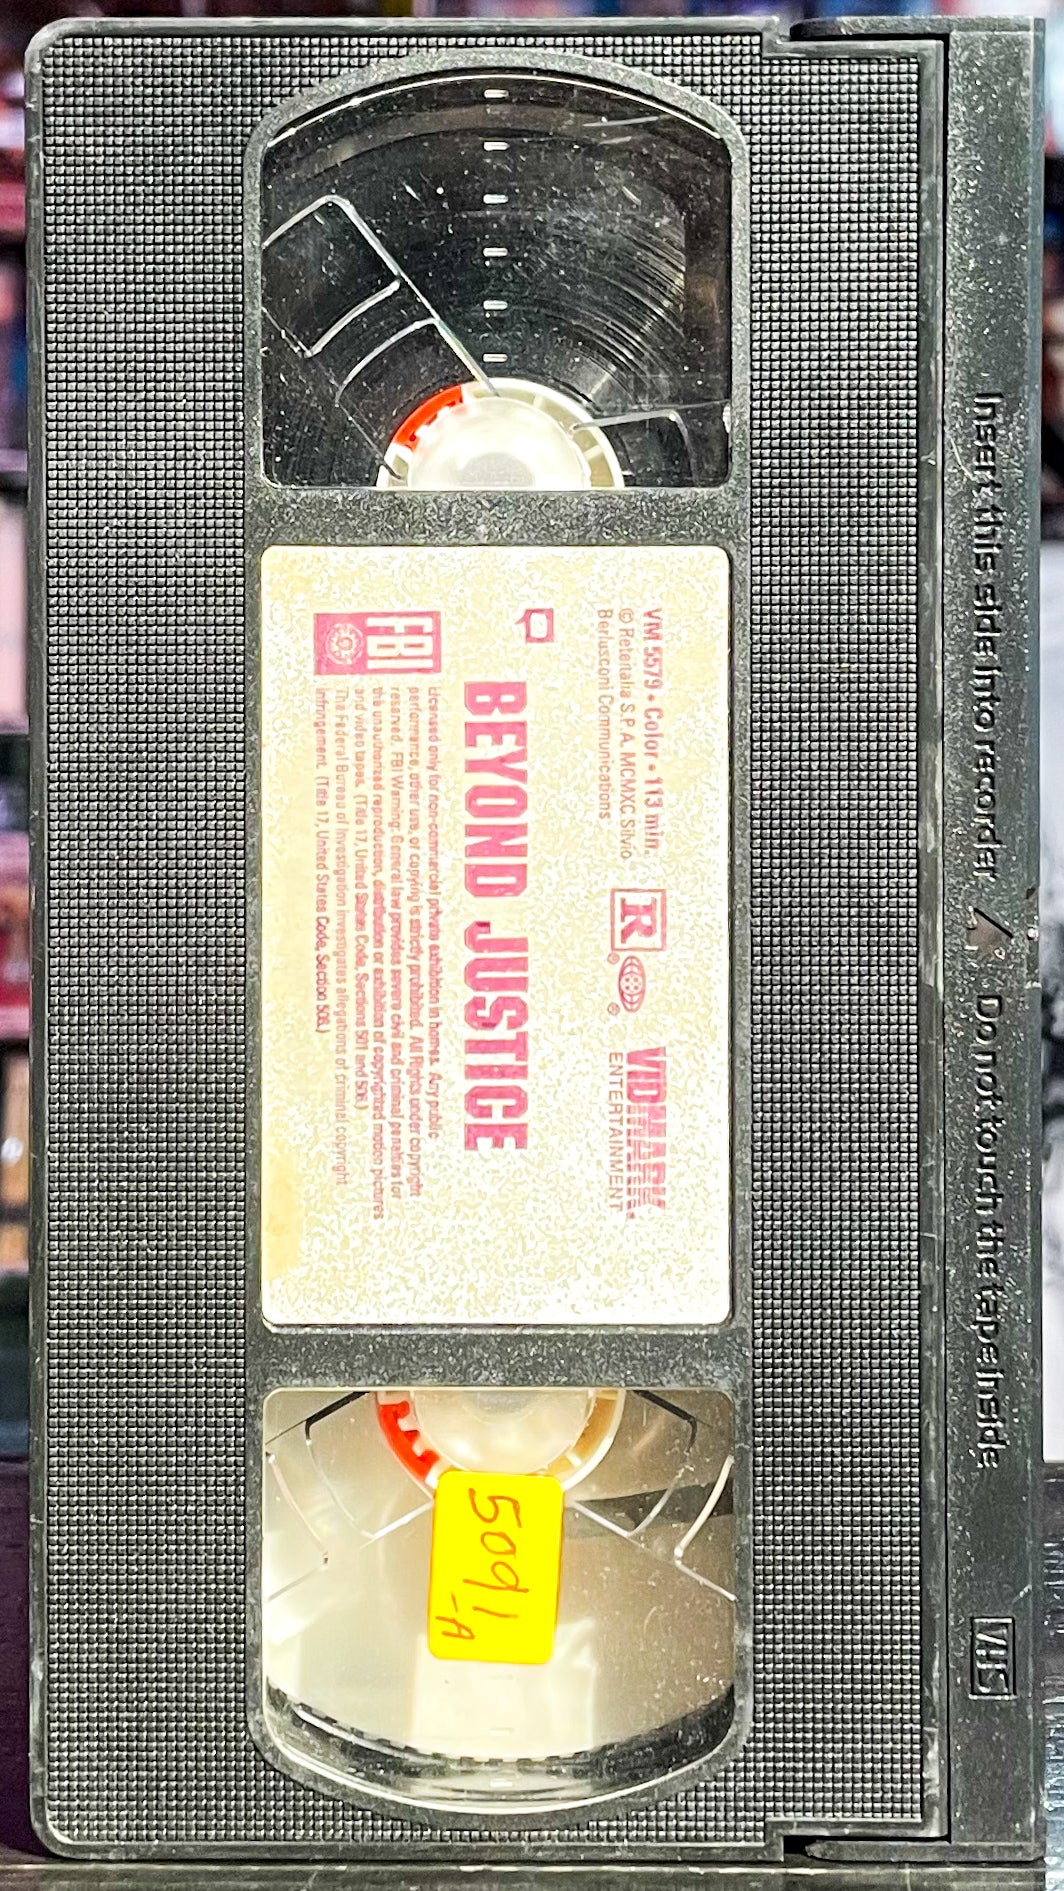 VM 5579 • Color • 113 min.
© Reteitalia S.P.A. MCMXC Silvio
Berlusconi Communications
R ®
®
VIDMARK.
ENTERTAINMENT
BEYOND JUSTICE
FBI
Licensed only for non-commercial private exhibition in homes. Any public
performance, other use, or copying is strictly prohibited. All Rights under copyright
reserved. FBI Warning: General law provides severe civil and criminal penalties for
the unauthorized reproduction, distribution or exhibition of copyrighted motion pictures
and video tapes. (Title 17, United States Code, Sections 501 and 506.)
The Federal Bureau of Investigation investigates allegations of criminal copyright
infringement. (Title 17, United States Code, Section 506.)
5091
-A
Insert this side into recorder
Do not touch the tape inside
VHS